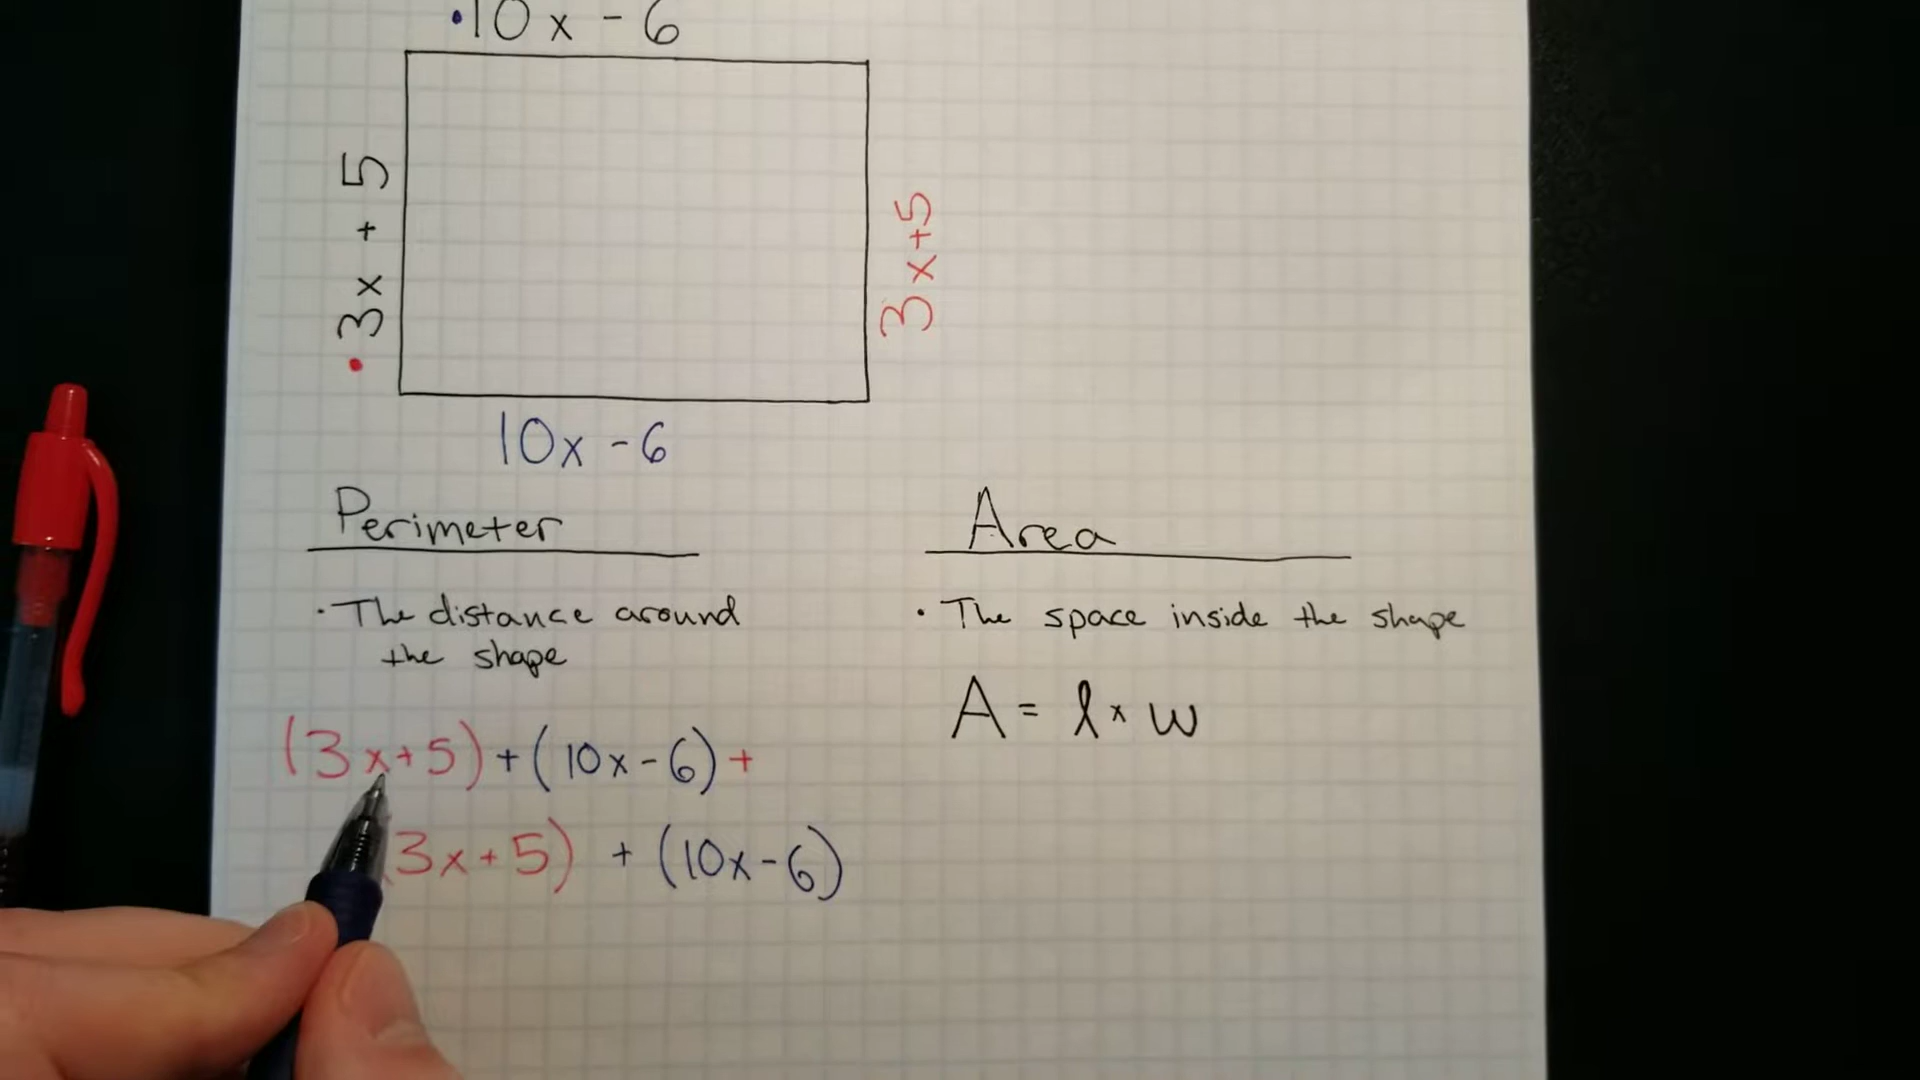 ·10x - 6
·3x + 5
3x+5
10x - 6
Perimeter
Area
· The distance around
the shape
· The space inside the shape
A = l × w
(3x+5) + (10x-6) +
(3x+5) + (10x-6)